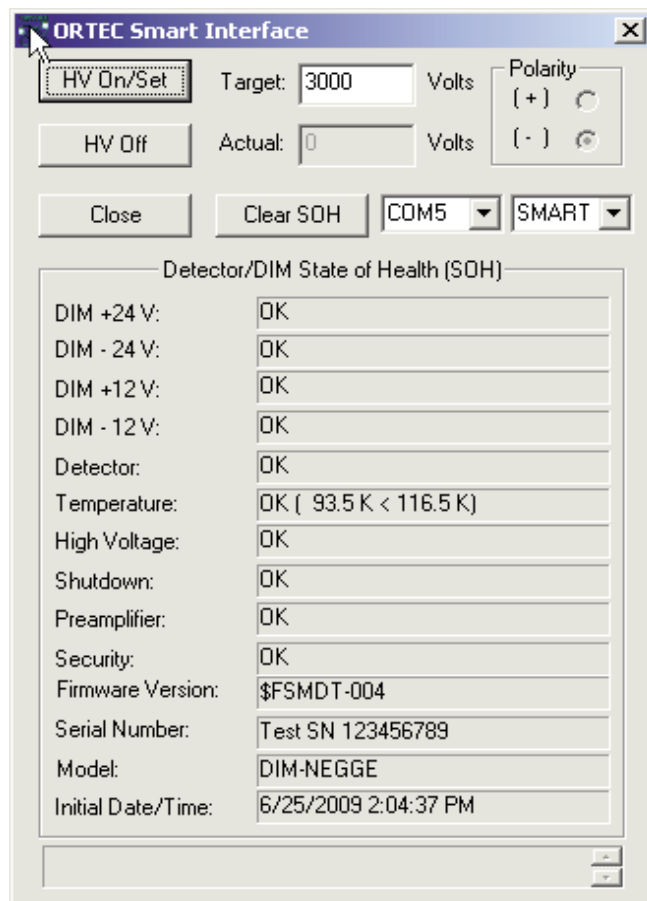 ORTEC Smart Interface
HV On/Set Target: 3000 Volts Polarity
(+)
HV Off Actual: 0 Volts (-)
Close Clear SOH COM5 SMART
Detector/DIM State of Health (SOH)
DIM +24 V: OK
DIM - 24 V: OK
DIM +12 V: OK
DIM - 12 V: OK
Detector: OK
Temperature: OK ( 93.5 K < 116.5 K)
High Voltage: OK
Shutdown: OK
Preamplifier: OK
Security: OK
Firmware Version: $FSMDT-004
Serial Number: Test SN 123456789
Model: DIM-NEGGE
Initial Date/Time: 6/25/2009 2:04:37 PM